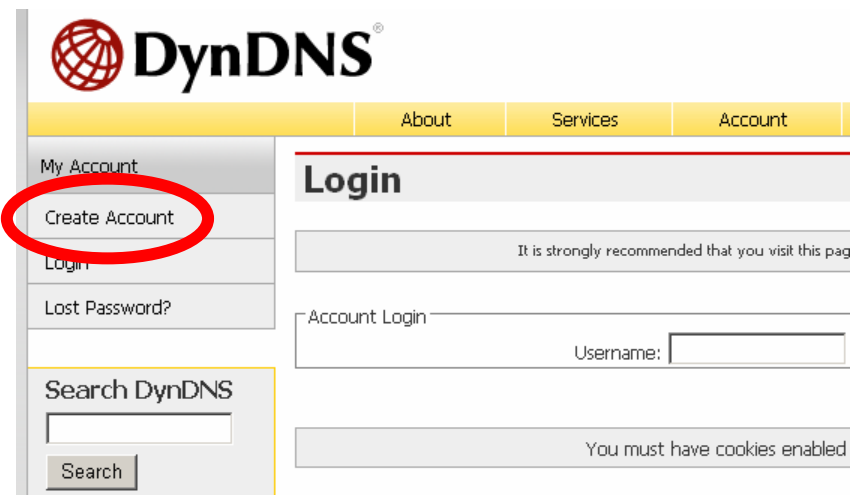 DynDNS®
About Services Account
My Account
Create Account
Login
Lost Password?
Search DynDNS
Search
Login
It is strongly recommended that you visit this pag
Account Login
Username:
You must have cookies enabled